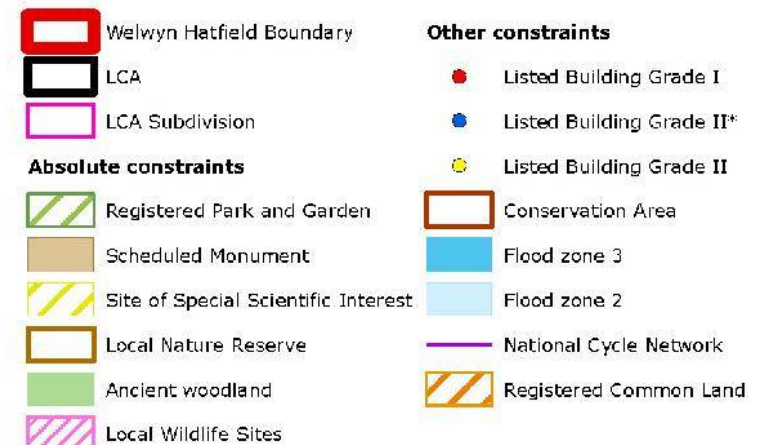 Welwyn Hatfield Boundary
LCA
LCA Subdivision
Absolute constraints
Registered Park and Garden
Scheduled Monument
Site of Special Scientific Interest
Local Nature Reserve
Ancient woodland
Local Wildlife Sites
Other constraints
Listed Building Grade I
Listed Building Grade II*
Listed Building Grade II
Conservation Area
Flood zone 3
Flood zone 2
National Cycle Network
Registered Common Land